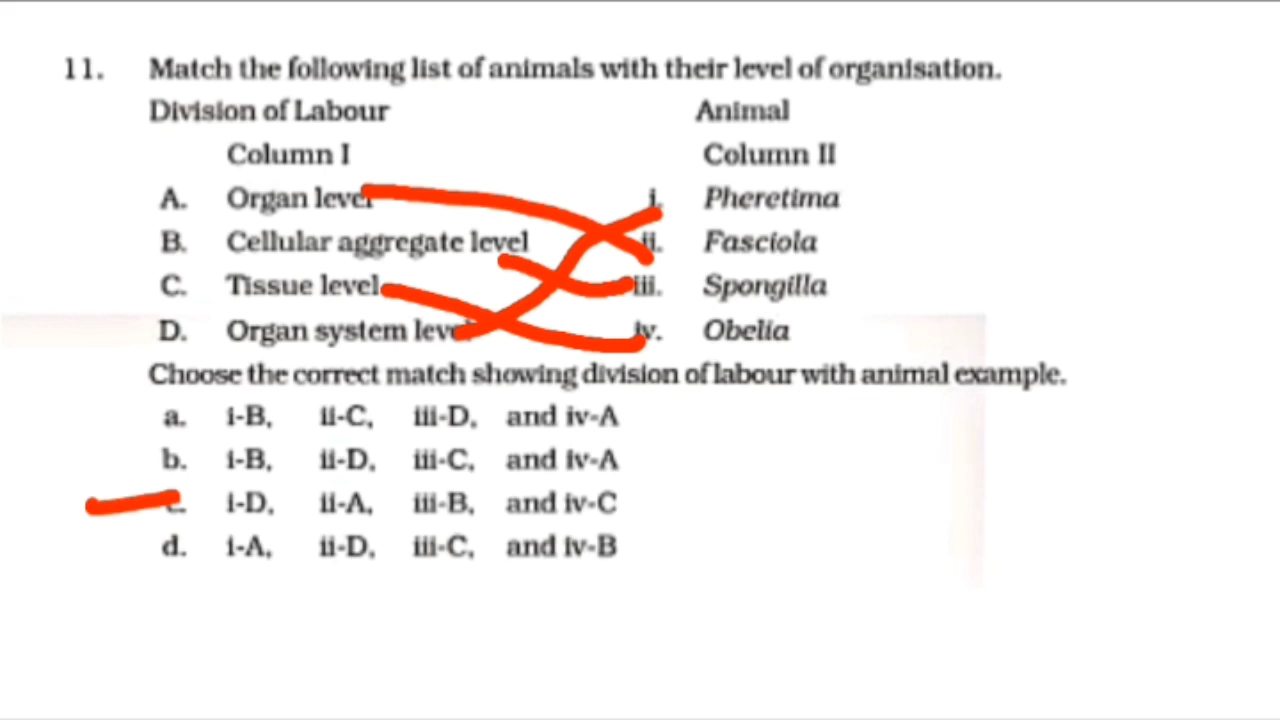 11. Match the following list of animals with their level of organisation.
Division of Labour Animal
Column I Column II
A. Organ level i. Pheretima
B. Cellular aggregate level ii. Fasciola
C. Tissue level iii. Spongilla
D. Organ system level iv. Obelia
Choose the correct match showing division of labour with animal example.
a. i-B, ii-C, iii-D, and iv-A
b. i-B, ii-D, iii-C, and iv-A
c. i-D, ii-A, iii-B, and iv-C
d. i-A, ii-D, iii-C, and iv-B